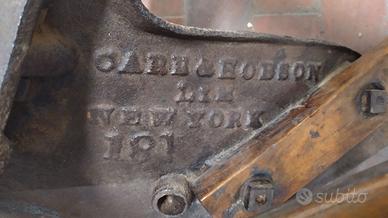 CARR & HOBSON
LIM
NEW YORK
181
subito